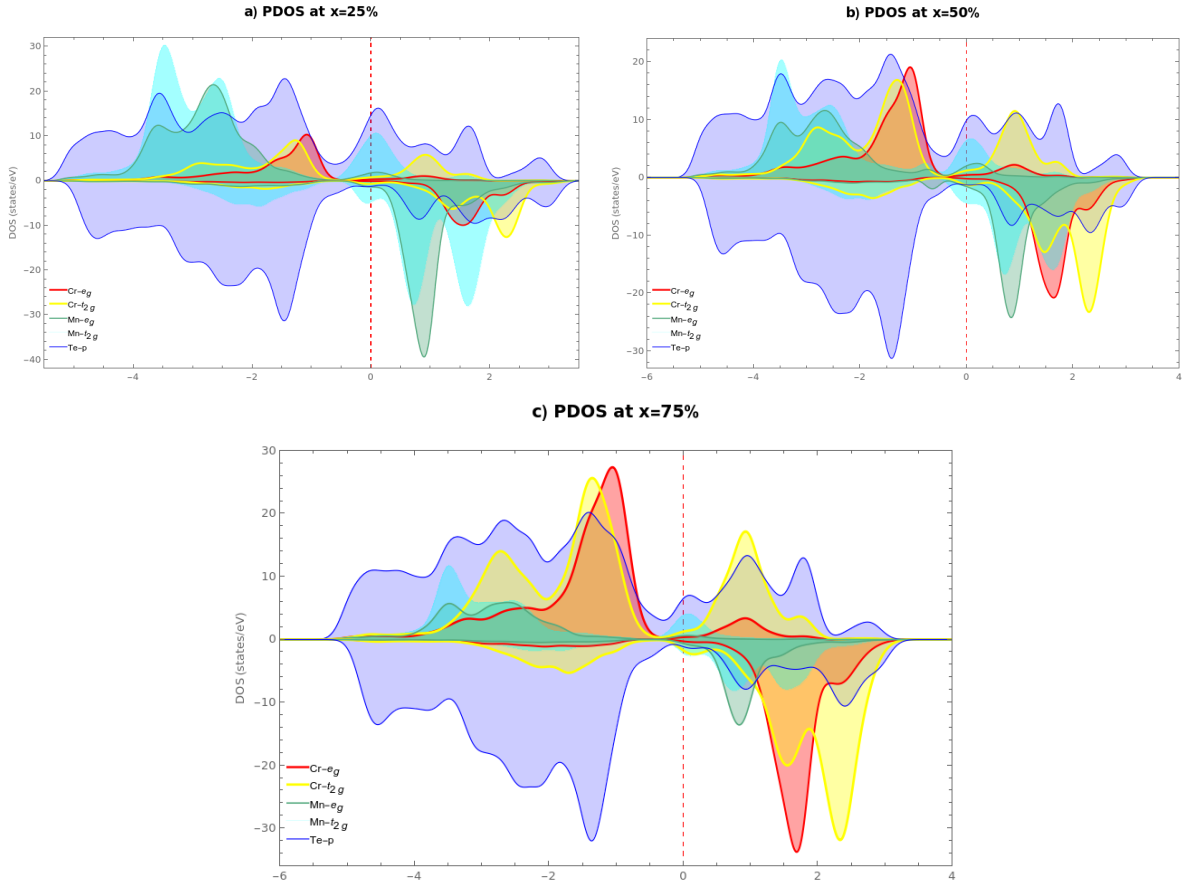 a) PDOS at x=25%
30
20
10
0
−10
−20
−30
−40
−4
−2
0
2
DOS (states/eV)
Cr-eg
Cr-t2g
Mn-eg
Mn-t2g
Te-p
b) PDOS at x=50%
20
10
0
−10
−20
−30
−6
−4
−2
0
2
4
DOS (states/eV)
Cr-eg
Cr-t2g
Mn-eg
Mn-t2g
Te-p
c) PDOS at x=75%
30
20
10
0
−10
−20
−30
−6
−4
−2
0
2
4
DOS (states/eV)
Cr-eg
Cr-t2g
Mn-eg
Mn-t2g
Te-p